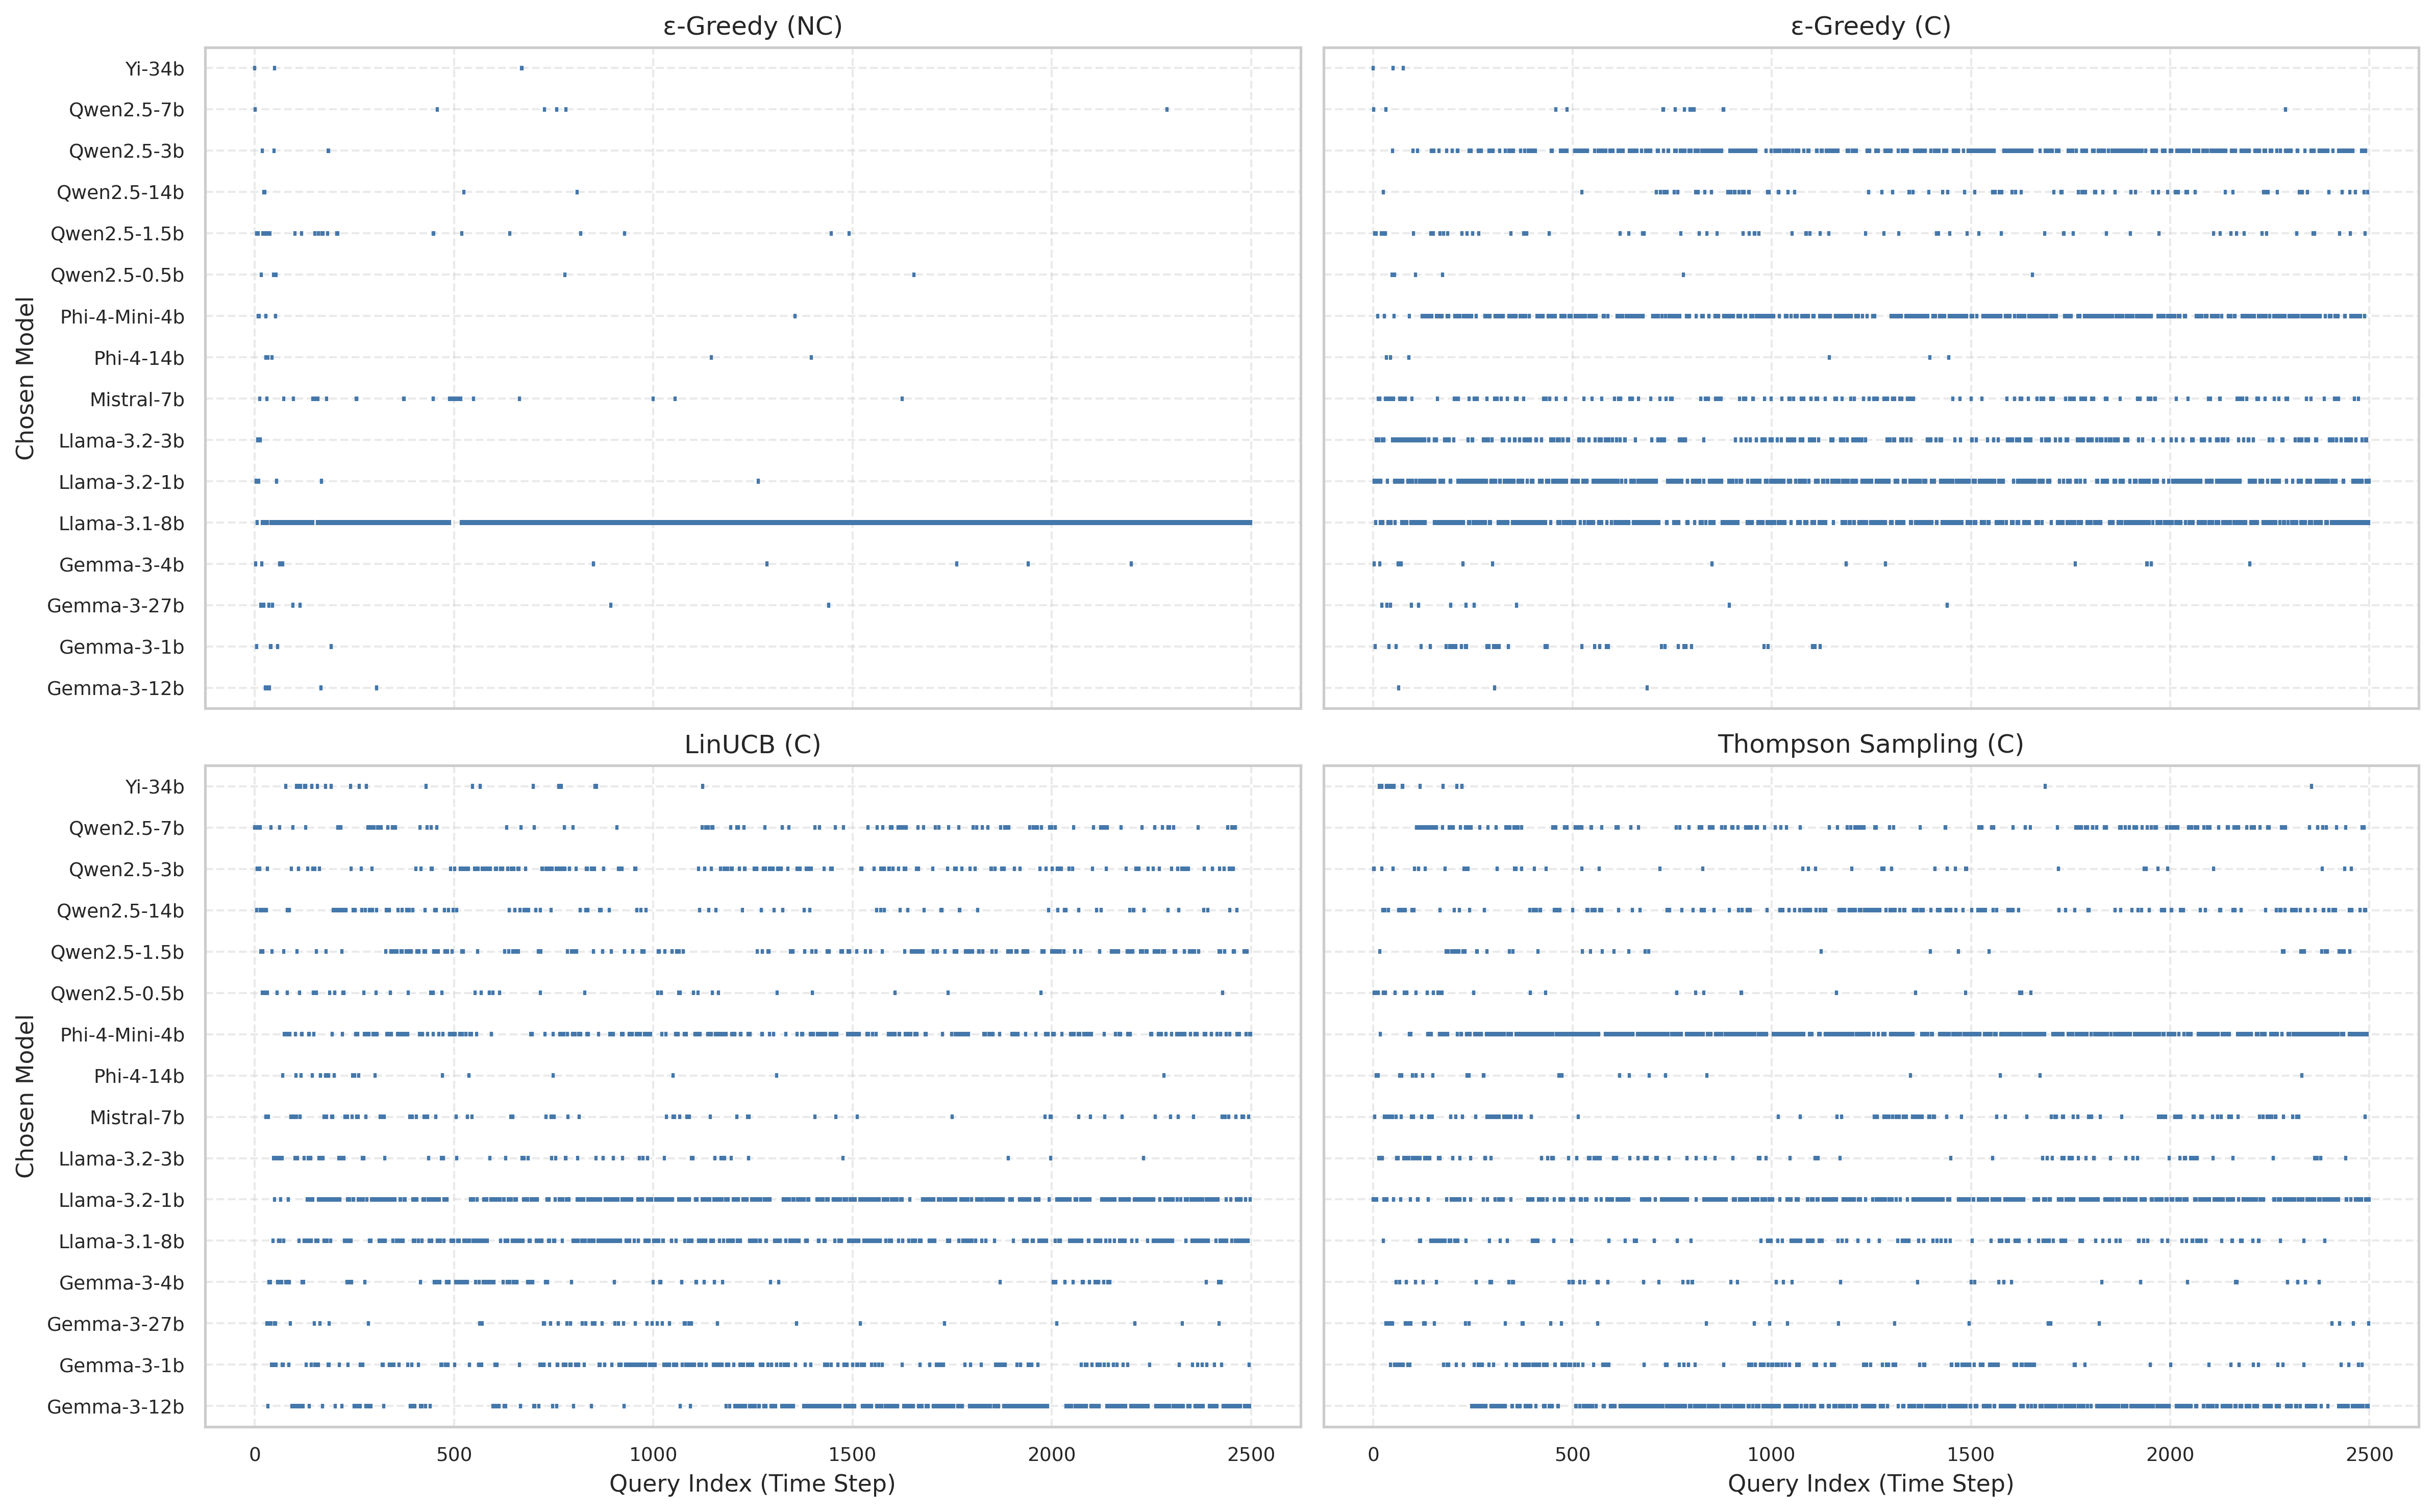 ε-Greedy (NC)
ε-Greedy (C)
Chosen Model
Yi-34b
Qwen2.5-7b
Qwen2.5-3b
Qwen2.5-14b
Qwen2.5-1.5b
Qwen2.5-0.5b
Phi-4-Mini-4b
Phi-4-14b
Mistral-7b
Llama-3.2-3b
Llama-3.2-1b
Llama-3.1-8b
Gemma-3-4b
Gemma-3-27b
Gemma-3-1b
Gemma-3-12b
LinUCB (C)
Thompson Sampling (C)
Chosen Model
Yi-34b
Qwen2.5-7b
Qwen2.5-3b
Qwen2.5-14b
Qwen2.5-1.5b
Qwen2.5-0.5b
Phi-4-Mini-4b
Phi-4-14b
Mistral-7b
Llama-3.2-3b
Llama-3.2-1b
Llama-3.1-8b
Gemma-3-4b
Gemma-3-27b
Gemma-3-1b
Gemma-3-12b
0 500 1000 1500 2000 2500
0 500 1000 1500 2000 2500
Query Index (Time Step)
Query Index (Time Step)